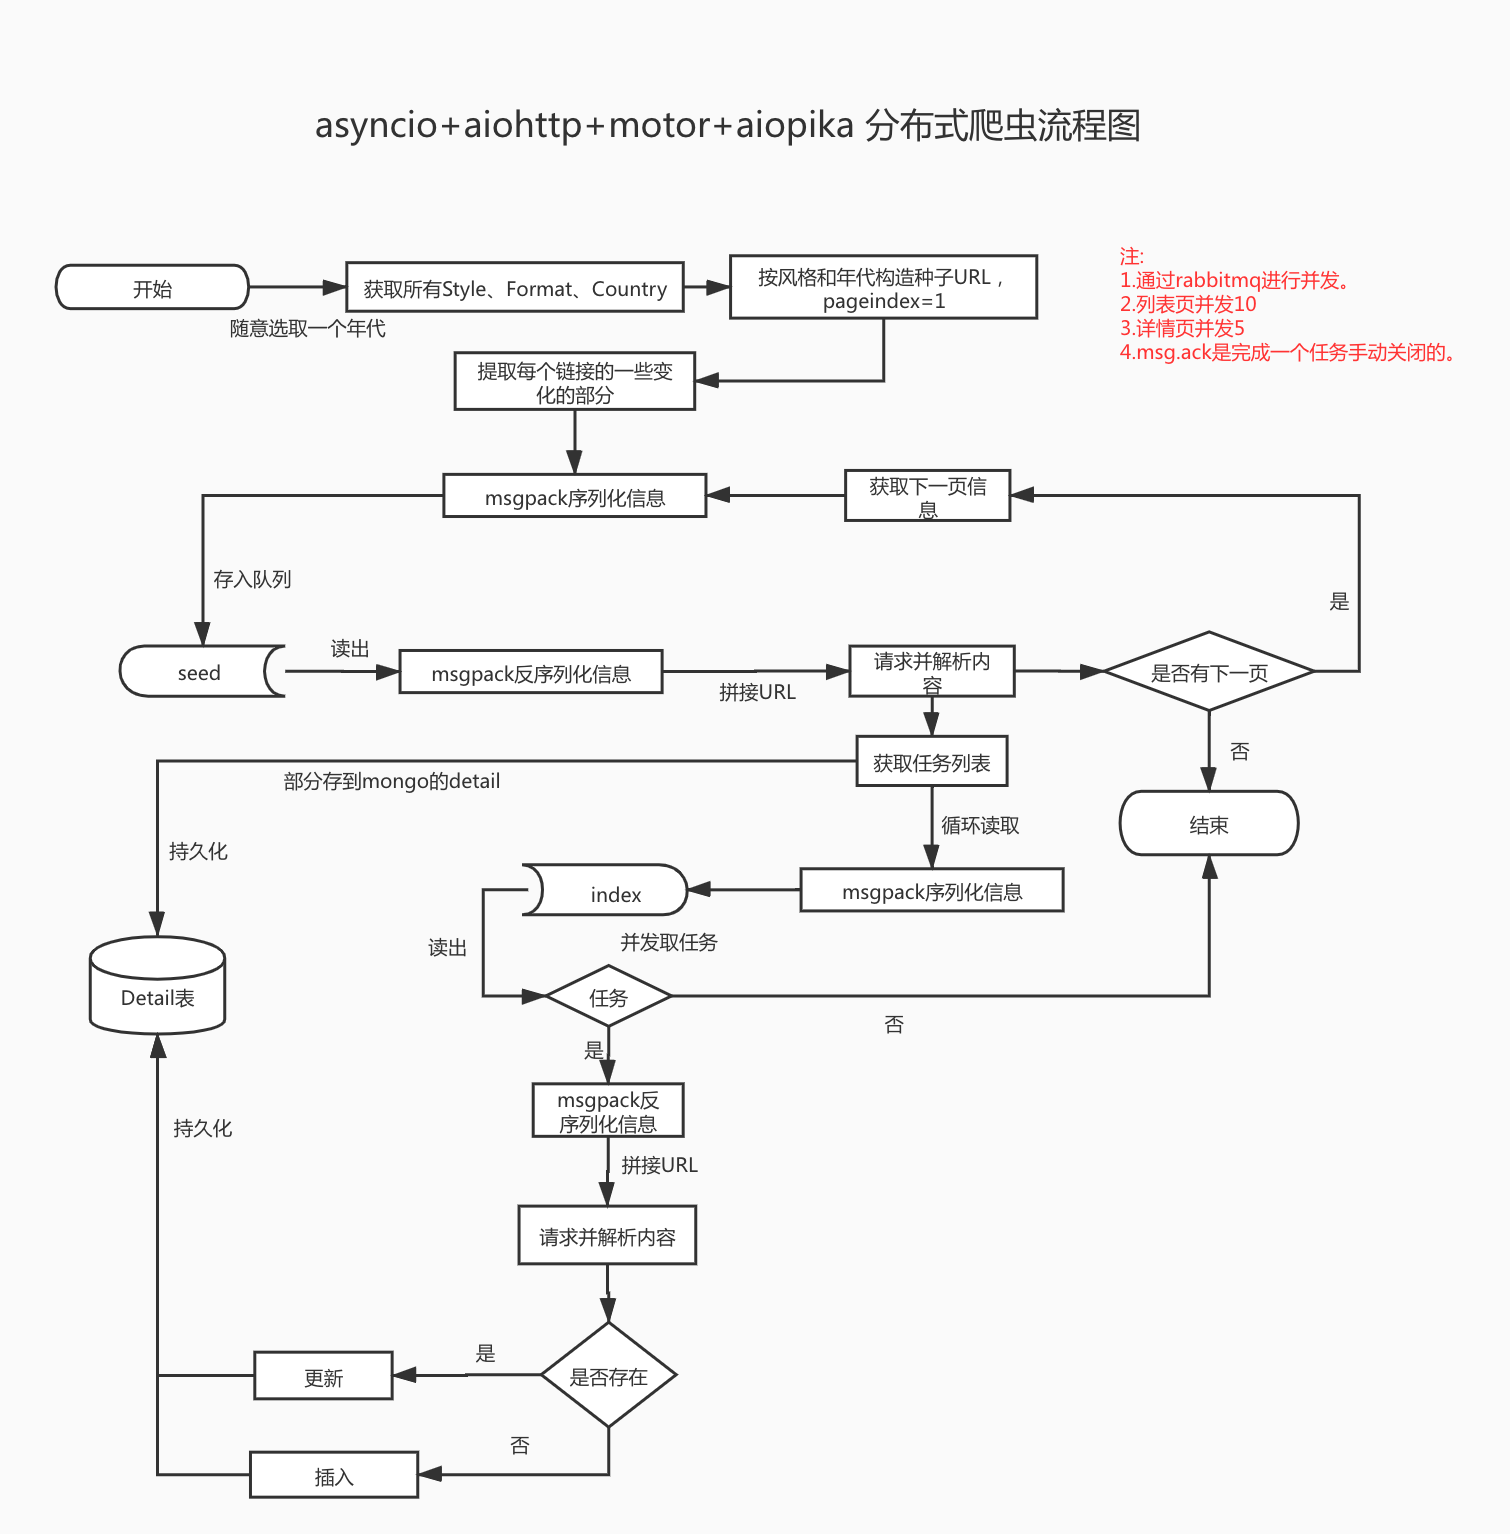 asyncio+aiohttp+motor+aiopika 分布式爬虫流程图
开始
随意选取一个年代
获取所有Style、Format、Country
按风格和年代构造种子URL，
pageindex=1
注:
1.通过rabbitmq进行并发。
2.列表页并发10
3.详情页并发5
4.msg.ack是完成一个任务手动关闭的。
提取每个链接的一些变
化的部分
msgpack序列化信息
获取下一页信
息
存入队列
是
seed
读出
msgpack反序列化信息
拼接URL
请求并解析内
容
是否有下一页
否
获取任务列表
部分存到mongo的detail
持久化
循环读取
结束
index
msgpack序列化信息
读出
并发取任务
任务
否
Detail表
是
msgpack反
序列化信息
持久化
拼接URL
请求并解析内容
是否存在
是
更新
否
插入